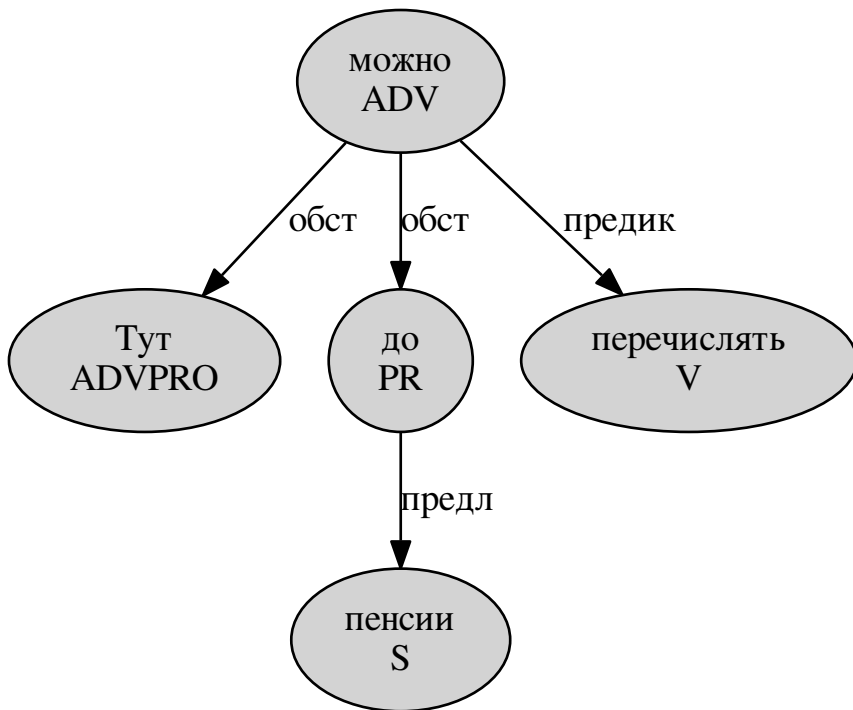 можно
ADV
обст
обст
предик
Тут
ADVPRO
до
PR
перечислять
V
предл
пенсии
S